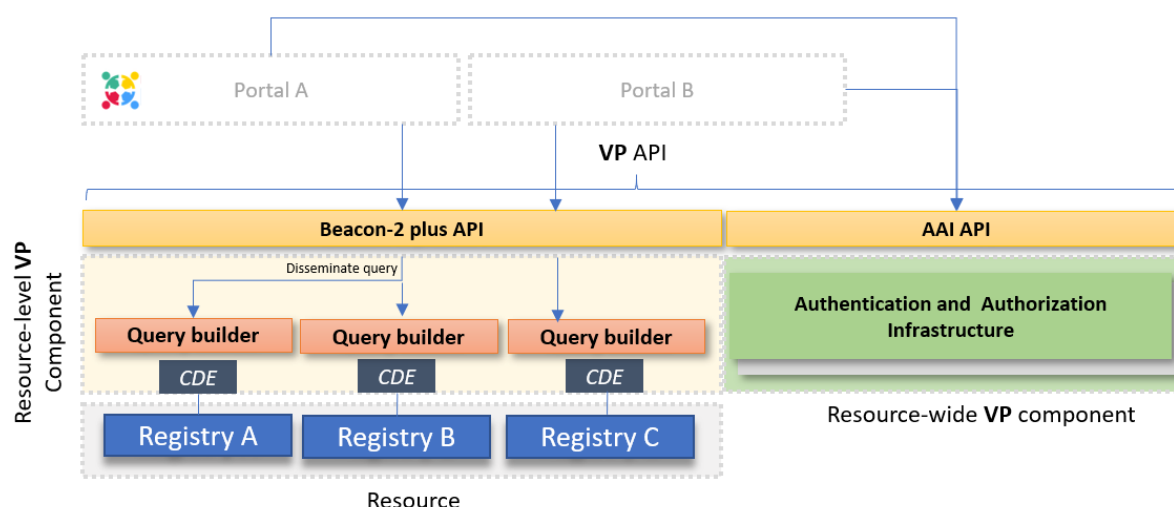 Portal A
Portal B
VP API
Beacon-2 plus API
AAI API
Resource-level VP
Component
Disseminate query
Query builder
Query builder
Query builder
CDE
CDE
CDE
Registry A
Registry B
Registry C
Authentication and Authorization
Infrastructure
Resource-wide VP component
Resource